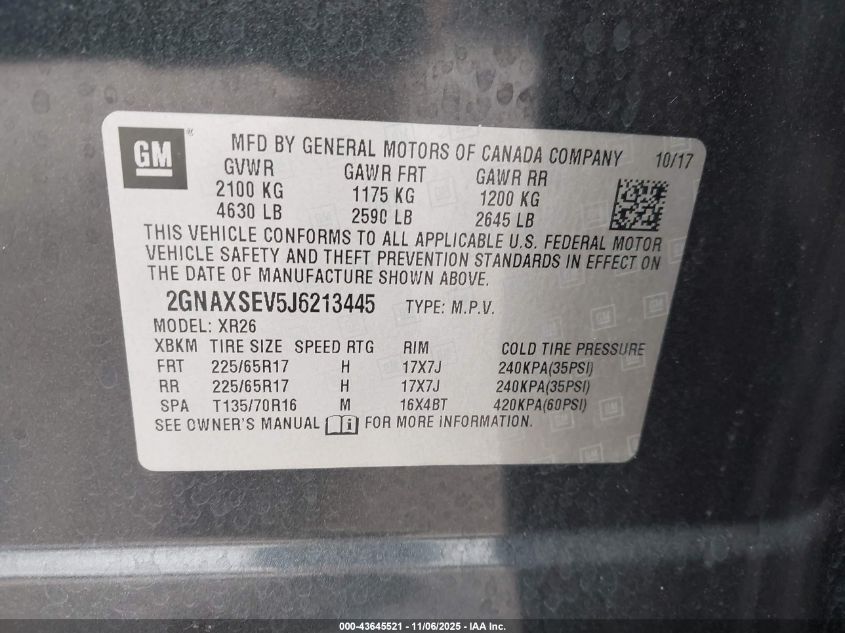 GM ®
MFD BY GENERAL MOTORS OF CANADA COMPANY 10/17
GVWR GAWR FRT GAWR RR
2100 KG 1175 KG 1200 KG
4630 LB 2590 LB 2645 LB
THIS VEHICLE CONFORMS TO ALL APPLICABLE U.S. FEDERAL MOTOR
VEHICLE SAFETY AND THEFT PREVENTION STANDARDS IN EFFECT ON
THE DATE OF MANUFACTURE SHOWN ABOVE.
2GNAXSEV5J6213445 TYPE: M.P.V.
MODEL: XR26
XBKM TIRE SIZE SPEED RTG RIM COLD TIRE PRESSURE
FRT 225/65R17 H 17X7J 240KPA(35PSI)
RR 225/65R17 H 17X7J 240KPA(35PSI)
SPA T135/70R16 M 16X4BT 420KPA(60PSI)
SEE OWNER'S MANUAL i FOR MORE INFORMATION.
000-43645521 - 11/06/2025 - IAA Inc.